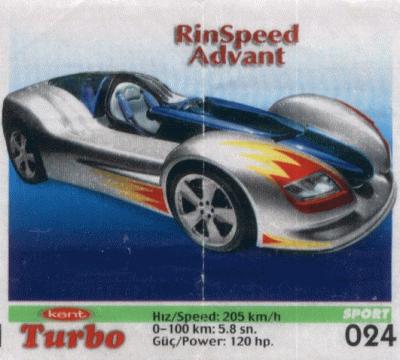 RinSpeed
Advant
kent
Turbo
Hız/Speed: 205 km/h
0-100 km: 5.8 sn.
Güç/Power: 120 hp.
SPORT
024